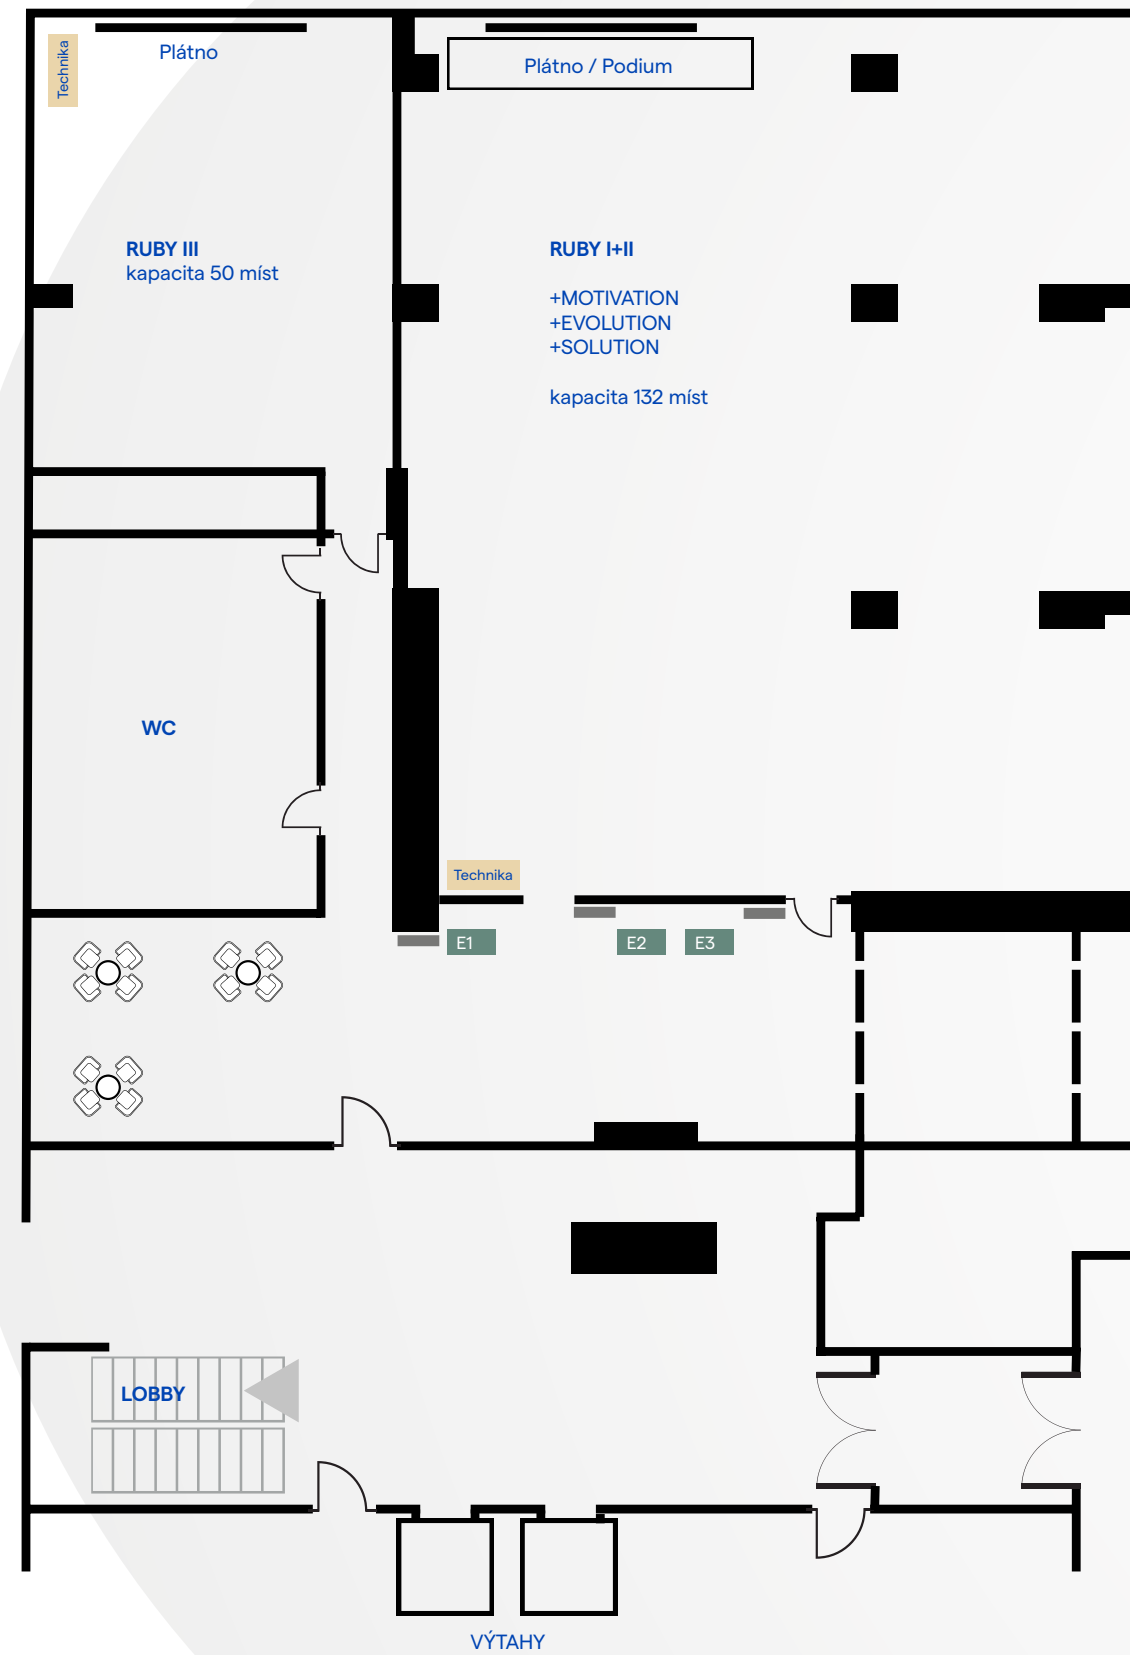 Technika
Plátno
Plátno / Podium
RUBY III
kapacita 50 míst
RUBY I+II
+MOTIVATION
+EVOLUTION
+SOLUTION
kapacita 132 míst
WC
Technika
E1
E2
E3
LOBBY
VÝTAHY